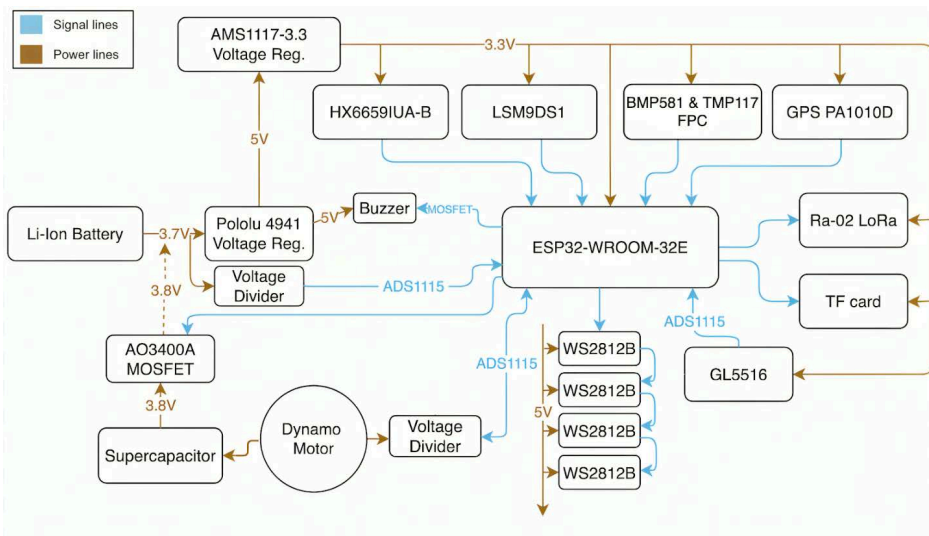 Signal lines
Power lines
AMS1117-3.3
Voltage Reg.
3.3V
HX6659IUA-B
LSM9DS1
BMP581 & TMP117
FPC
GPS PA1010D
5V
Li-Ion Battery
3.7V
Pololu 4941
Voltage Reg.
5V
Buzzer
MOSFET
ESP32-WROOM-32E
Ra-02 LoRa
Voltage
Divider
ADS1115
3.8V
TF card
AO3400A
MOSFET
ADS1115
WS2812B
ADS1115
GL5516
3.8V
WS2812B
5V
Supercapacitor
Dynamo
Motor
Voltage
Divider
WS2812B
WS2812B